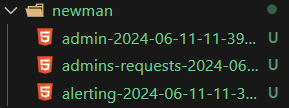 newman
admin-2024-06-11-11-39... U
admins-requests-2024-06... U
alerting-2024-06-11-11-3... U